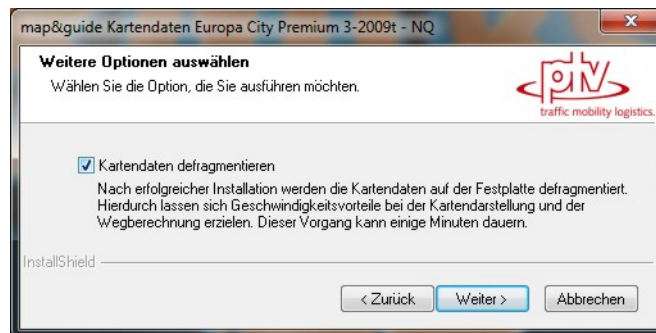 map&guide Kartendaten Europa City Premium 3-2009t - NQ
Weitere Optionen auswählen
Wählen Sie die Option, die Sie ausführen möchten.
ptv
traffic mobility logistics.
Kartendaten defragmentieren
Nach erfolgreicher Installation werden die Kartendaten auf der Festplatte defragmentiert.
Hierdurch lassen sich Geschwindigkeitsvorteile bei der Kartendarstellung und der
Wegberechnung erzielen. Dieser Vorgang kann einige Minuten dauern.
InstallShield
< Zurück Weiter > Abbrechen